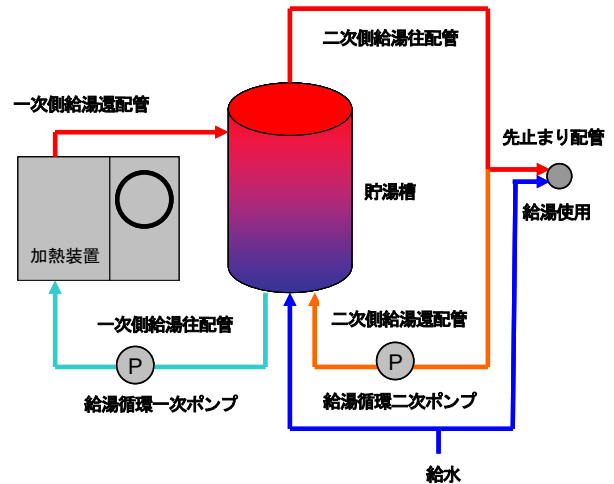 二次側給湯往配管
一次側給湯還配管
先止まり配管
貯湯槽
給湯使用
加熱装置
一次側給湯往配管
二次側給湯還配管
P
P
給湯循環一次ポンプ
給湯循環二次ポンプ
給水